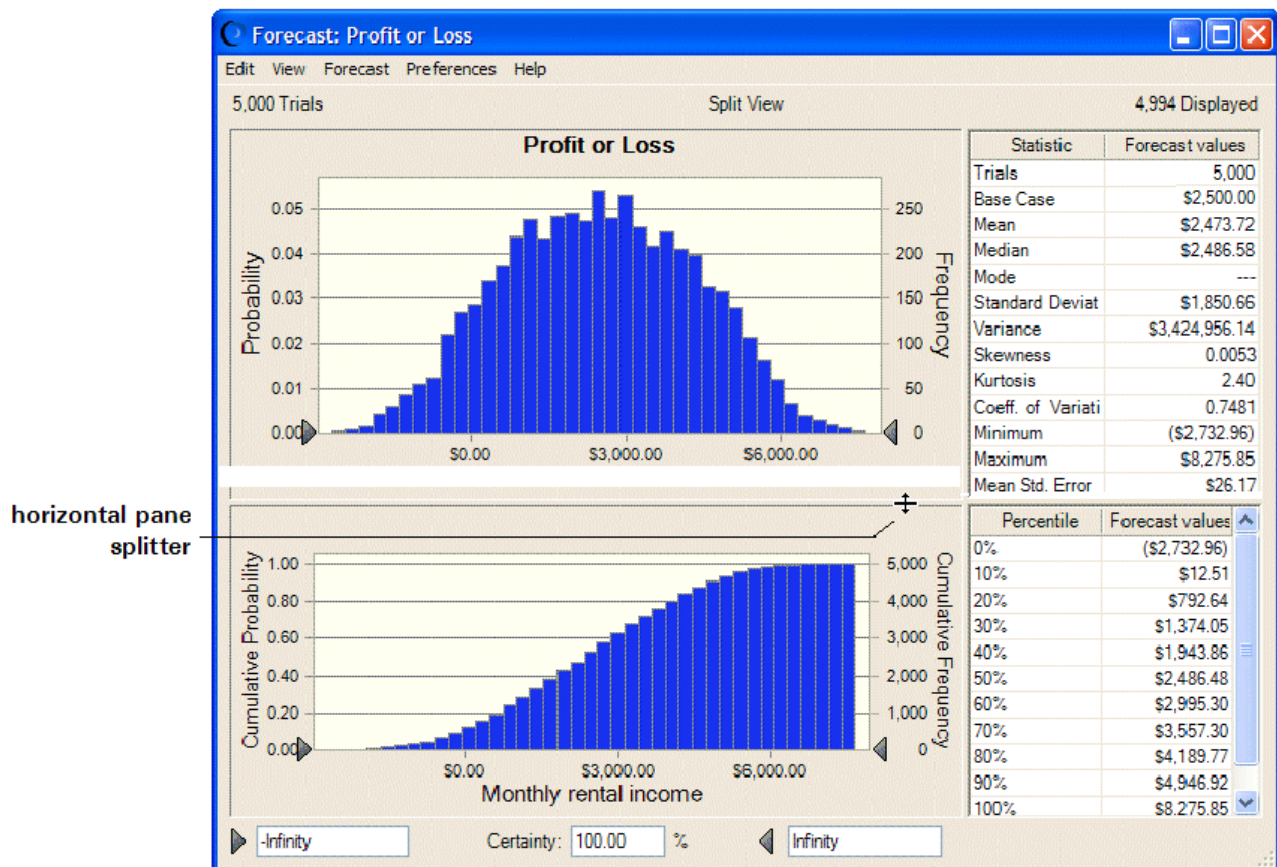 Forecast: Profit or Loss
Edit View Forecast Preferences Help
5,000 Trials Split View 4,994 Displayed
Profit or Loss
Probability
0.05
0.04
0.03
0.02
0.01
0.00
Frequency
250
200
150
100
50
0
$0.00 $3,000.00 $6,000.00
Statistic Forecast values
Trials 5,000
Base Case $2,500.00
Mean $2,473.72
Median $2,486.58
Mode ---
Standard Deviat $1,850.66
Variance $3,424,956.14
Skewness 0.0053
Kurtosis 2.40
Coeff. of Variati 0.7481
Minimum ($2,732.96)
Maximum $8,275.85
Mean Std. Error $26.17
horizontal pane
splitter
Cumulative Probability
1.00
0.80
0.60
0.40
0.20
0.00
Cumulative Frequency
5,000
4,000
3,000
2,000
1,000
0
$0.00 $3,000.00 $6,000.00
Monthly rental income
Percentile Forecast values
0% ($2,732.96)
10% $12.51
20% $792.64
30% $1,374.05
40% $1,943.86
50% $2,486.48
60% $2,995.30
70% $3,557.30
80% $4,189.77
90% $4,946.92
100% $8.275.85
-Infinity Certainty: 100.00 % Infinity